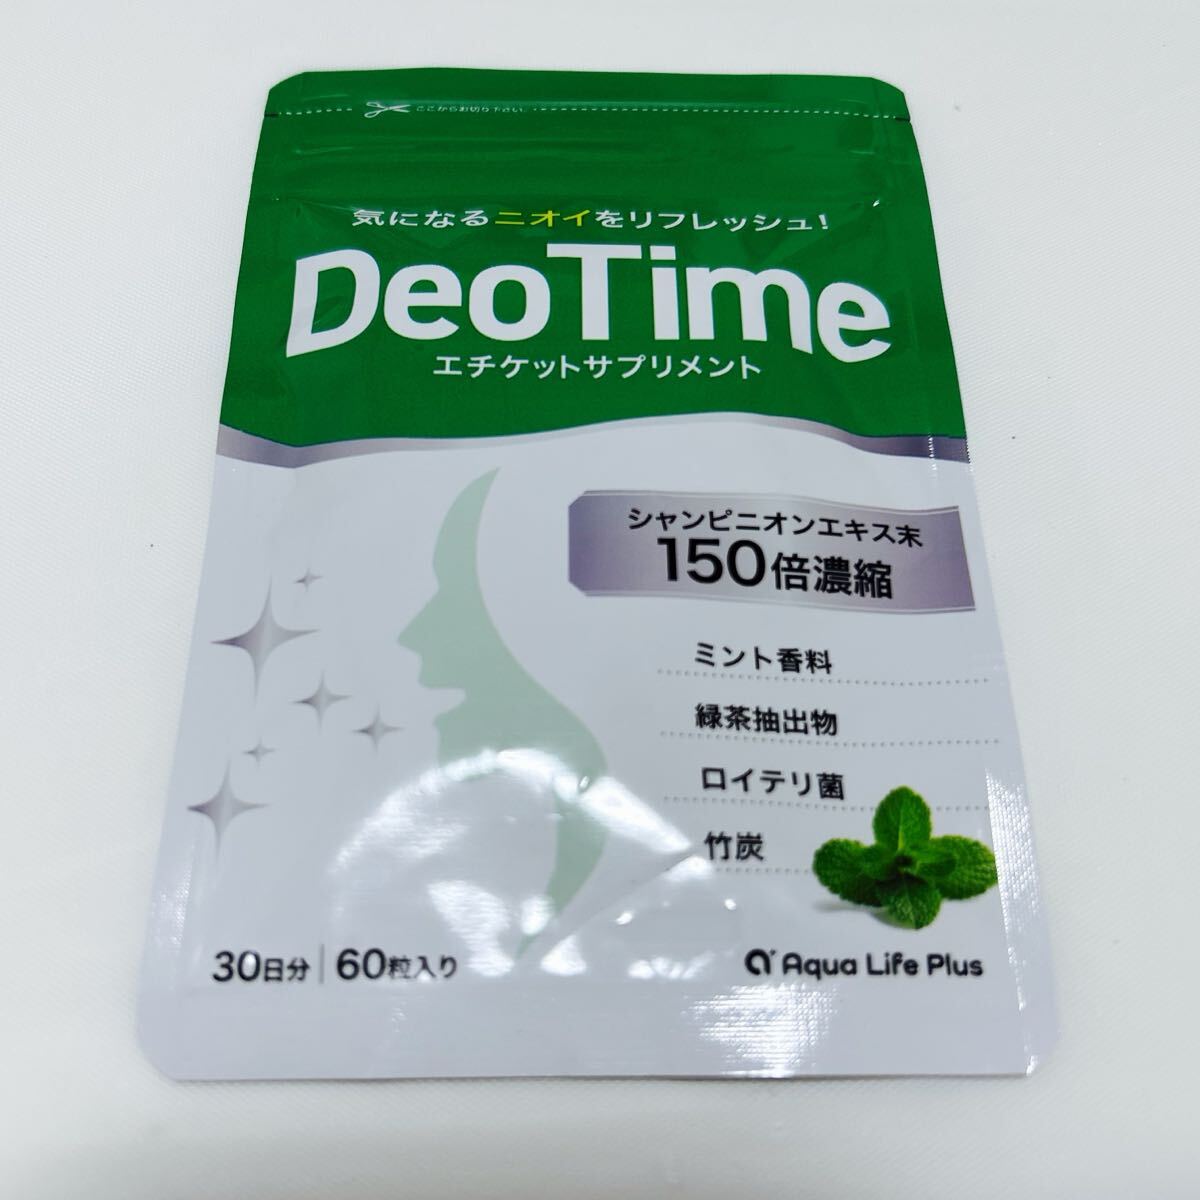 ここからお切り下さい。
気になるニオイをリフレッシュ!
DeoTime
エチケットサプリメント
シャンピニオンエキス末
150倍濃縮
ミント香料
緑茶抽出物
ロイテリ菌
竹炭
30日分|60粒入り
Aqua Life Plus